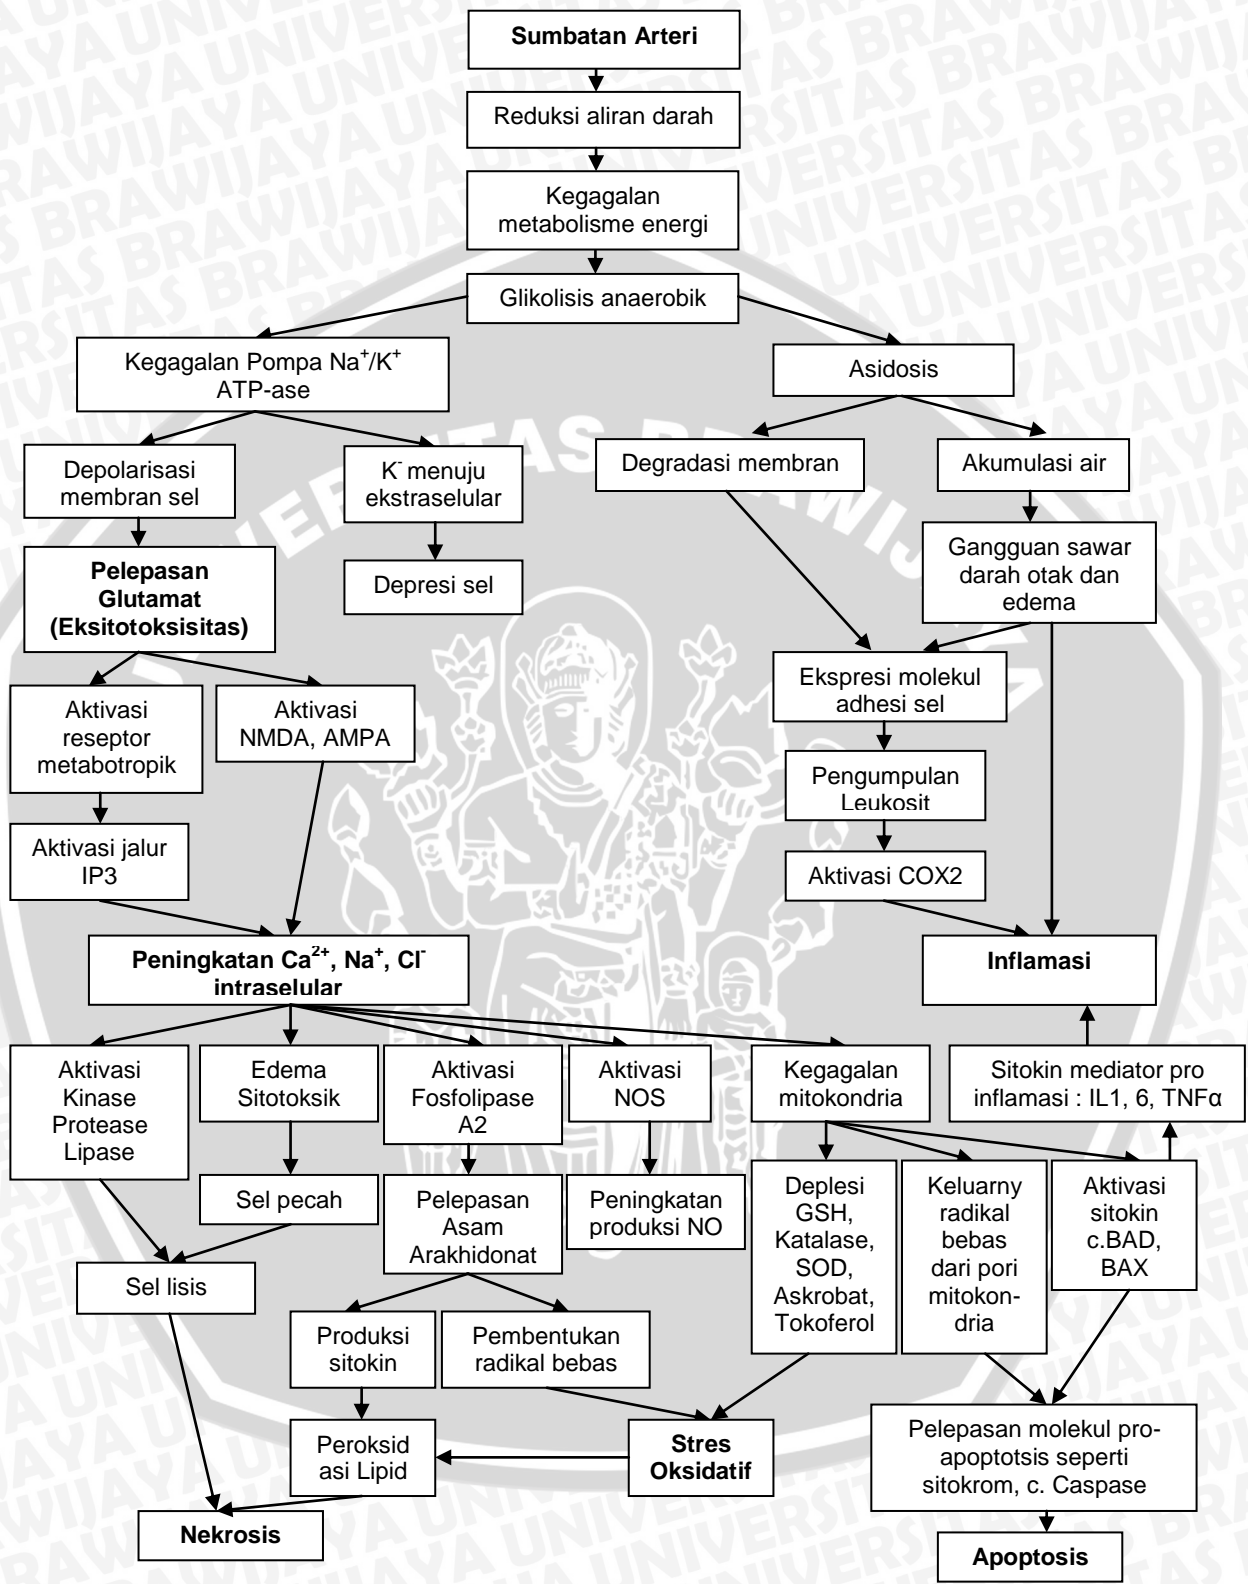 Sumbatan Arteri
Reduksi aliran darah
Kegagalan
metabolisme energi
Glikolisis anaerobik
Kegagalan Pompa Na⁺/K⁺
ATP-ase
Asidosis
Depolarisasi
membran sel
K⁻ menuju
ekstraselular
Degradasi membran
Akumulasi air
Pelepasan
Glutamat
(Eksitotoksisitas)
Depresi sel
Gangguan sawar
darah otak dan
edema
Aktivasi
reseptor
metabotropik
Aktivasi
NMDA, AMPA
Ekspresi molekul
adhesi sel
Pengumpulan
Leukosit
Aktivasi jalur
IP3
Aktivasi COX2
Peningkatan Ca²⁺, Na⁺, Cl⁻
intraselular
Inflamasi
Aktivasi
Kinase
Protease
Lipase
Edema
Sitotoksik
Aktivasi
Fosfolipase
A2
Aktivasi
NOS
Kegagalan
mitokondria
Sitokin mediator pro
inflamasi : IL1, 6, TNFα
Sel pecah
Pelepasan
Asam
Arakhidonat
Peningkatan
produksi NO
Deplesi
GSH,
Katalase,
SOD,
Askrobat,
Tokoferol
Keluarny
radikal
bebas
dari pori
mitokon-
dria
Aktivasi
sitokin
c.BAD,
BAX
Sel lisis
Produksi
sitokin
Pembentukan
radikal bebas
Peroksid
asi Lipid
Stres
Oksidatif
Pelepasan molekul pro-
apoptotsis seperti
sitokrom, c. Caspase
Nekrosis
Apoptosis
UNIVERSITAS BRAWIJAYA